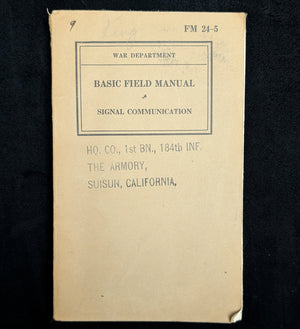 9
FM 24-5
WAR DEPARTMENT
BASIC FIELD MANUAL
SIGNAL COMMUNICATION
HQ. CO., 1st BN., 184th INF.
THE ARMORY,
SUISUN, CALIFORNIA.